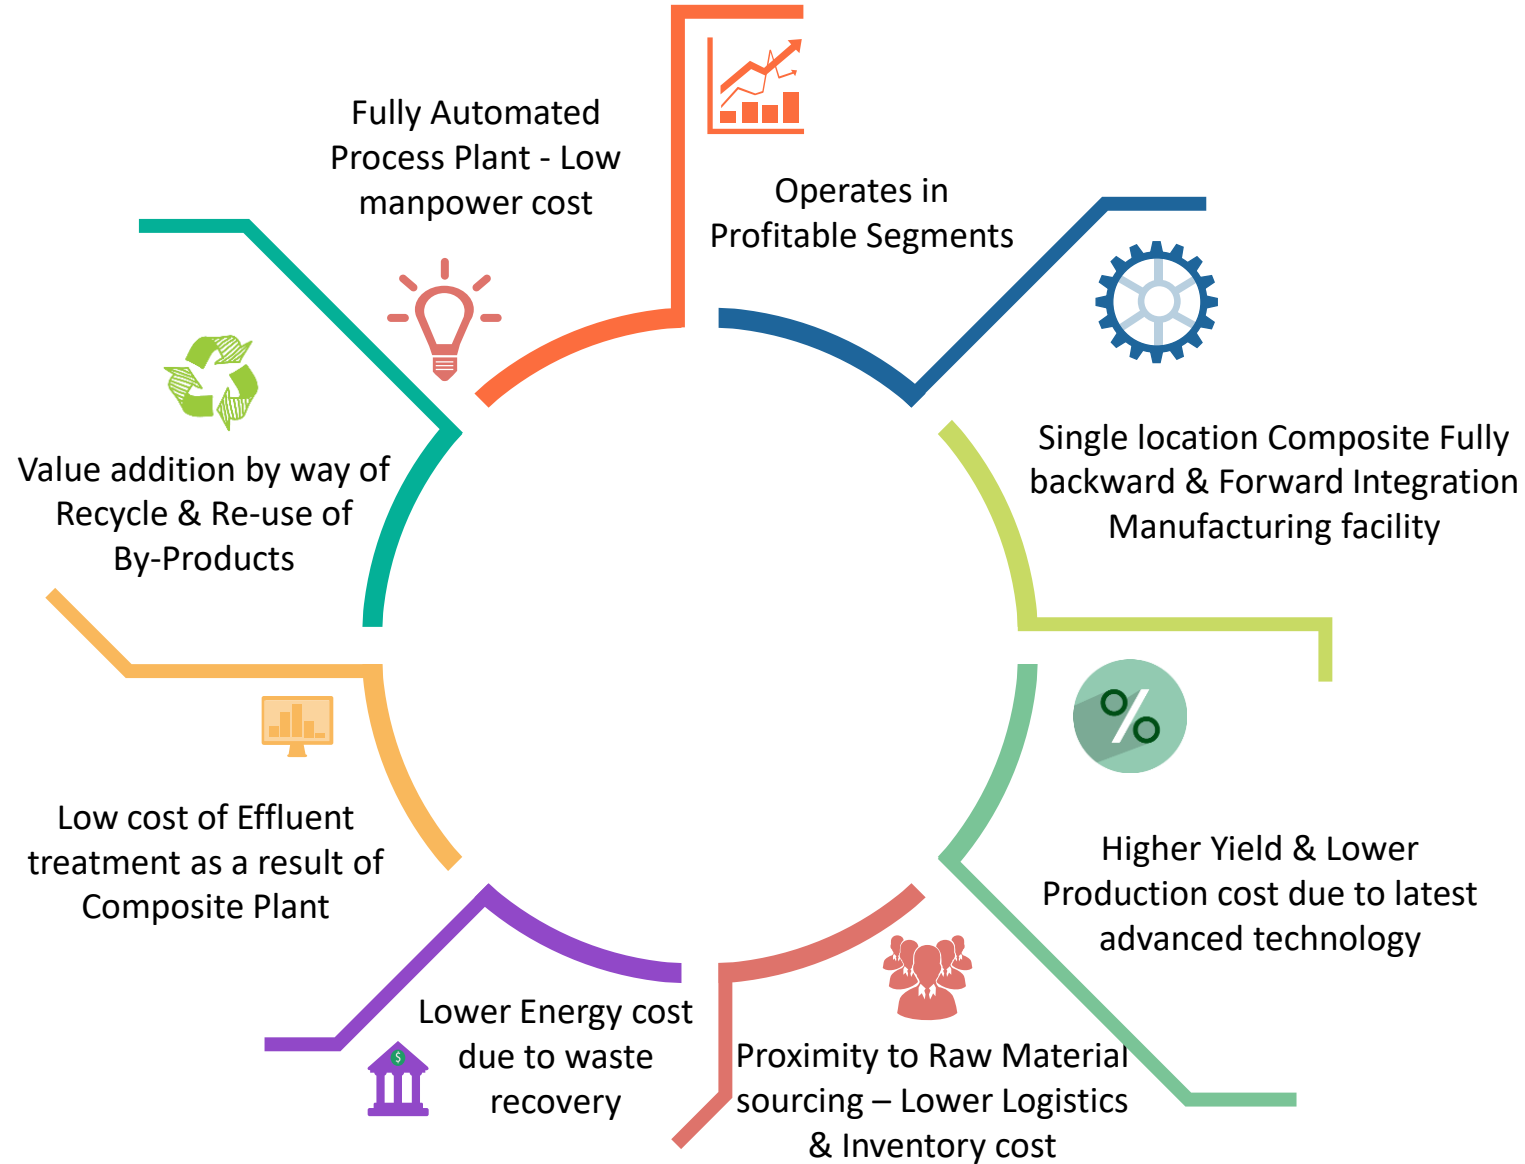 Fully Automated
Process Plant - Low
manpower cost
Operates in
Profitable Segments
Single location Composite Fully
backward & Forward Integration
Manufacturing facility
Value addition by way of
Recycle & Re-use of
By-Products
%
Low cost of Effluent
treatment as a result of
Composite Plant
Higher Yield & Lower
Production cost due to latest
advanced technology
Lower Energy cost
due to waste
recovery
$
Proximity to Raw Material
sourcing – Lower Logistics
& Inventory cost